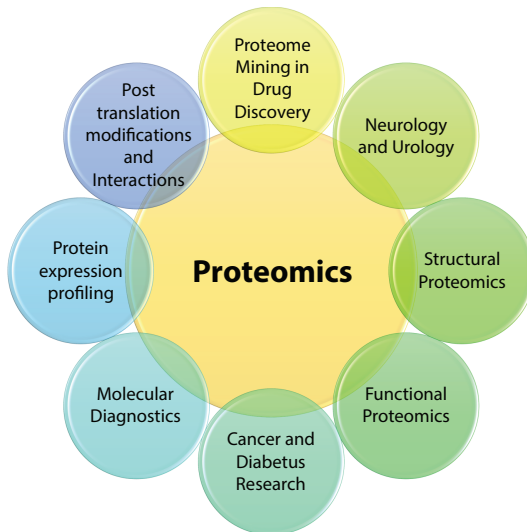 Proteome
Mining in
Drug
Discovery
Neurology
and Urology
Structural
Proteomics
Functional
Proteomics
Cancer and
Diabetus
Research
Molecular
Diagnostics
Protein
expression
profiling
Post
translation
modifications
and
Interactions
Proteomics